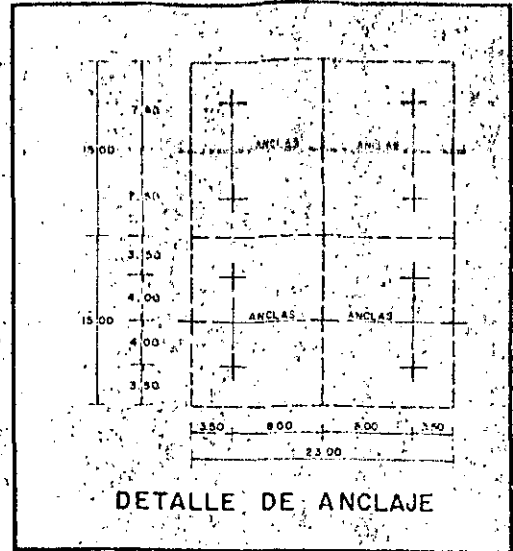 7.50
15.00
ANCLAS
ANCLAS
7.50
3.50
4.00
ANCLAS
ANCLAS
15.00
4.00
3.50
3.50
8.00
8.00
3.50
23.00
DETALLE DE ANCLAJE